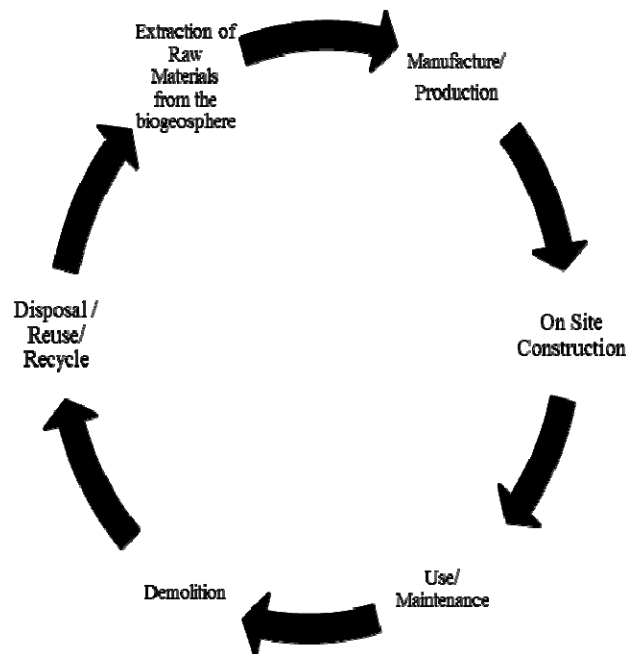 Extraction of
Raw
Materials
from the
biogeosphere
Manufacture/
Production
On Site
Construction
Use/
Maintenance
Demolition
Disposal /
Reuse/
Recycle